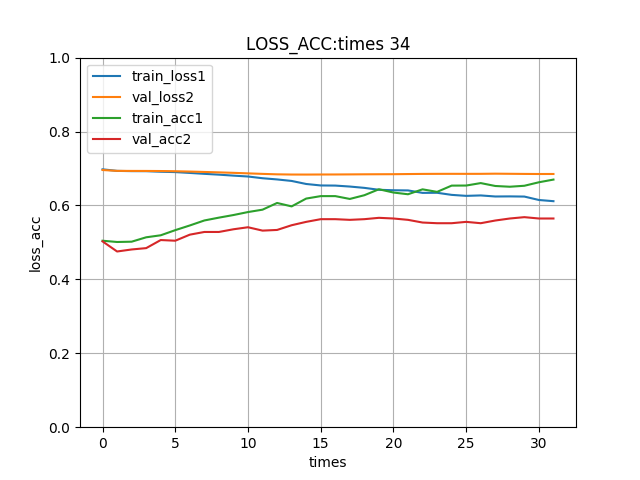 LOSS_ACC:times 34
1.0
0.8
0.6
0.4
0.2
0.0
loss_acc
train_loss1
val_loss2
train_acc1
val_acc2
0 5 10 15 20 25 30
times